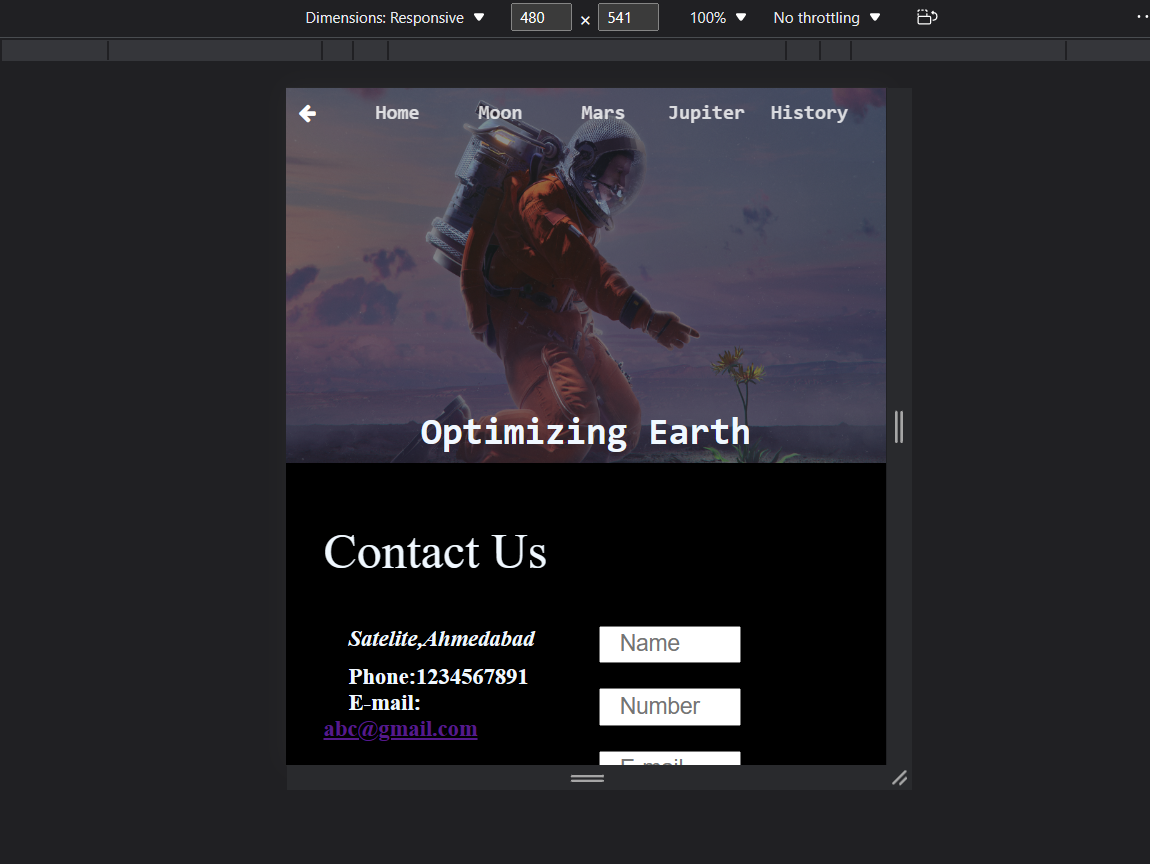 Dimensions: Responsive 480 × 541 100% No throttling
Home Moon Mars Jupiter History
Optimizing Earth
Contact Us
Satelite,Ahmedabad
Name
Phone:1234567891
E-mail:
Number
abc@gmail.com
E-mail